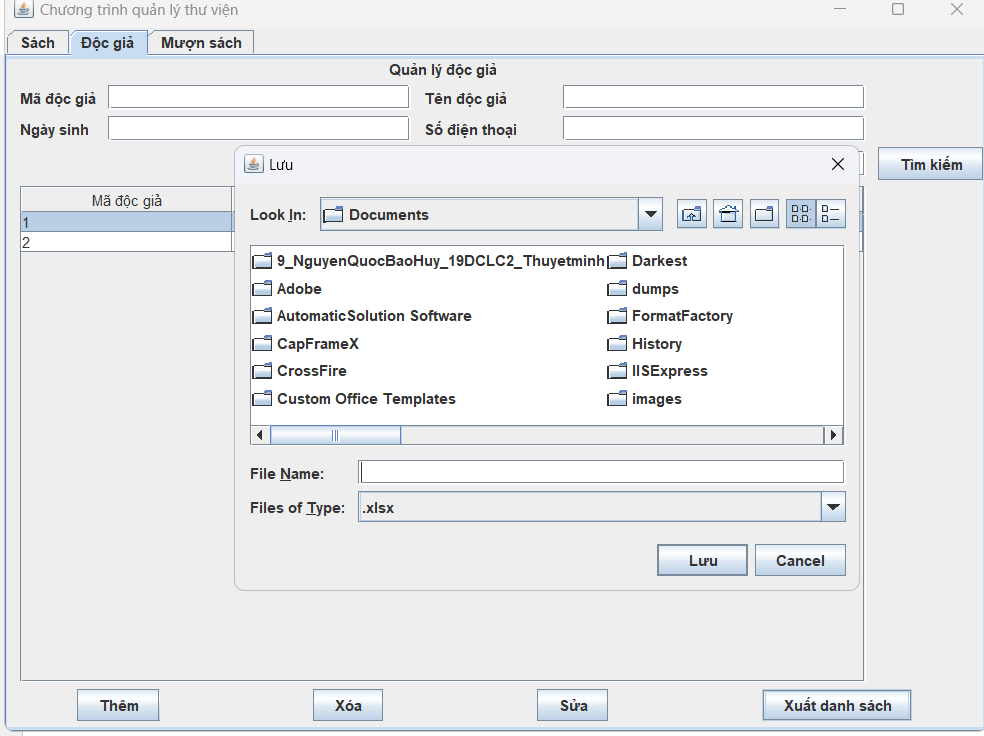 Chương trình quản lý thư viện
Sách Độc giả Mượn sách
Quản lý độc giả
Mã độc giả Tên độc giả
Ngày sinh Số điện thoại
Tìm kiếm
Mã độc giả
1
2
Lưu
Look In: Documents
9_NguyenQuocBaoHuy_19DCLC2_Thuyetminh Darkest
Adobe dumps
AutomaticSolution Software FormatFactory
CapFrameX History
CrossFire IISExpress
Custom Office Templates images
File Name:
Files of Type: .xlsx
Lưu Cancel
Thêm Xóa Sửa Xuất danh sách